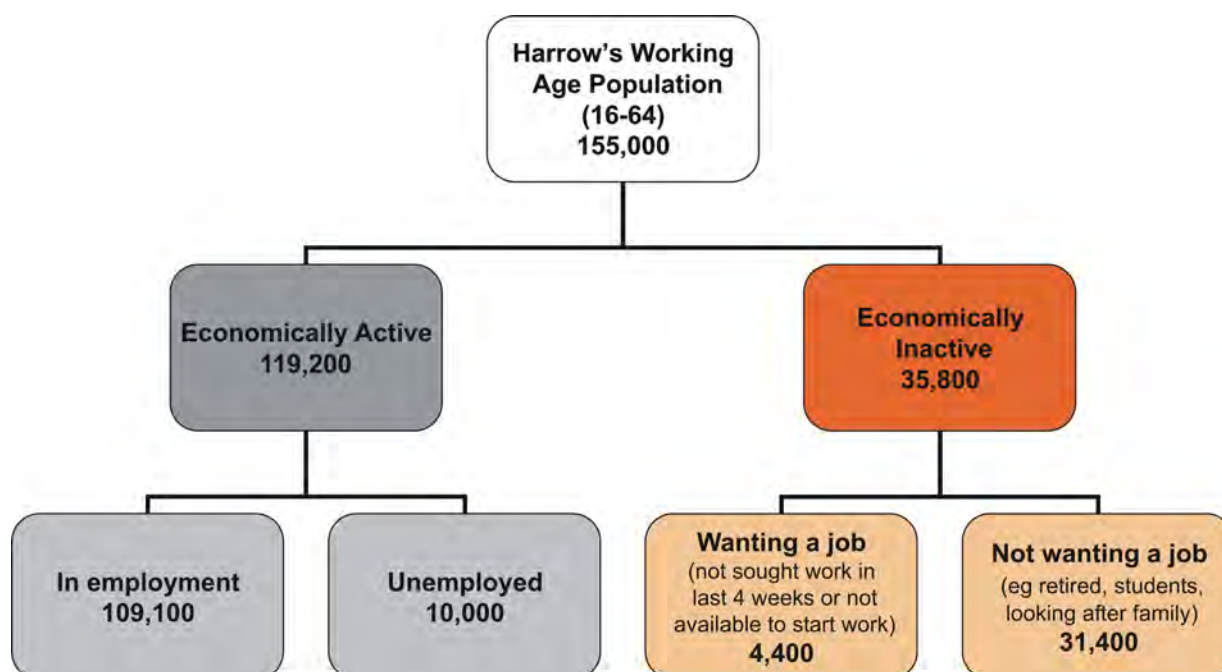 Harrow's Working
Age Population
(16-64)
155,000
Economically Active
119,200
Economically
Inactive
35,800
In employment
109,100
Unemployed
10,000
Wanting a job
(not sought work in
last 4 weeks or not
available to start work)
4,400
Not wanting a job
(eg retired, students,
looking after family)
31,400